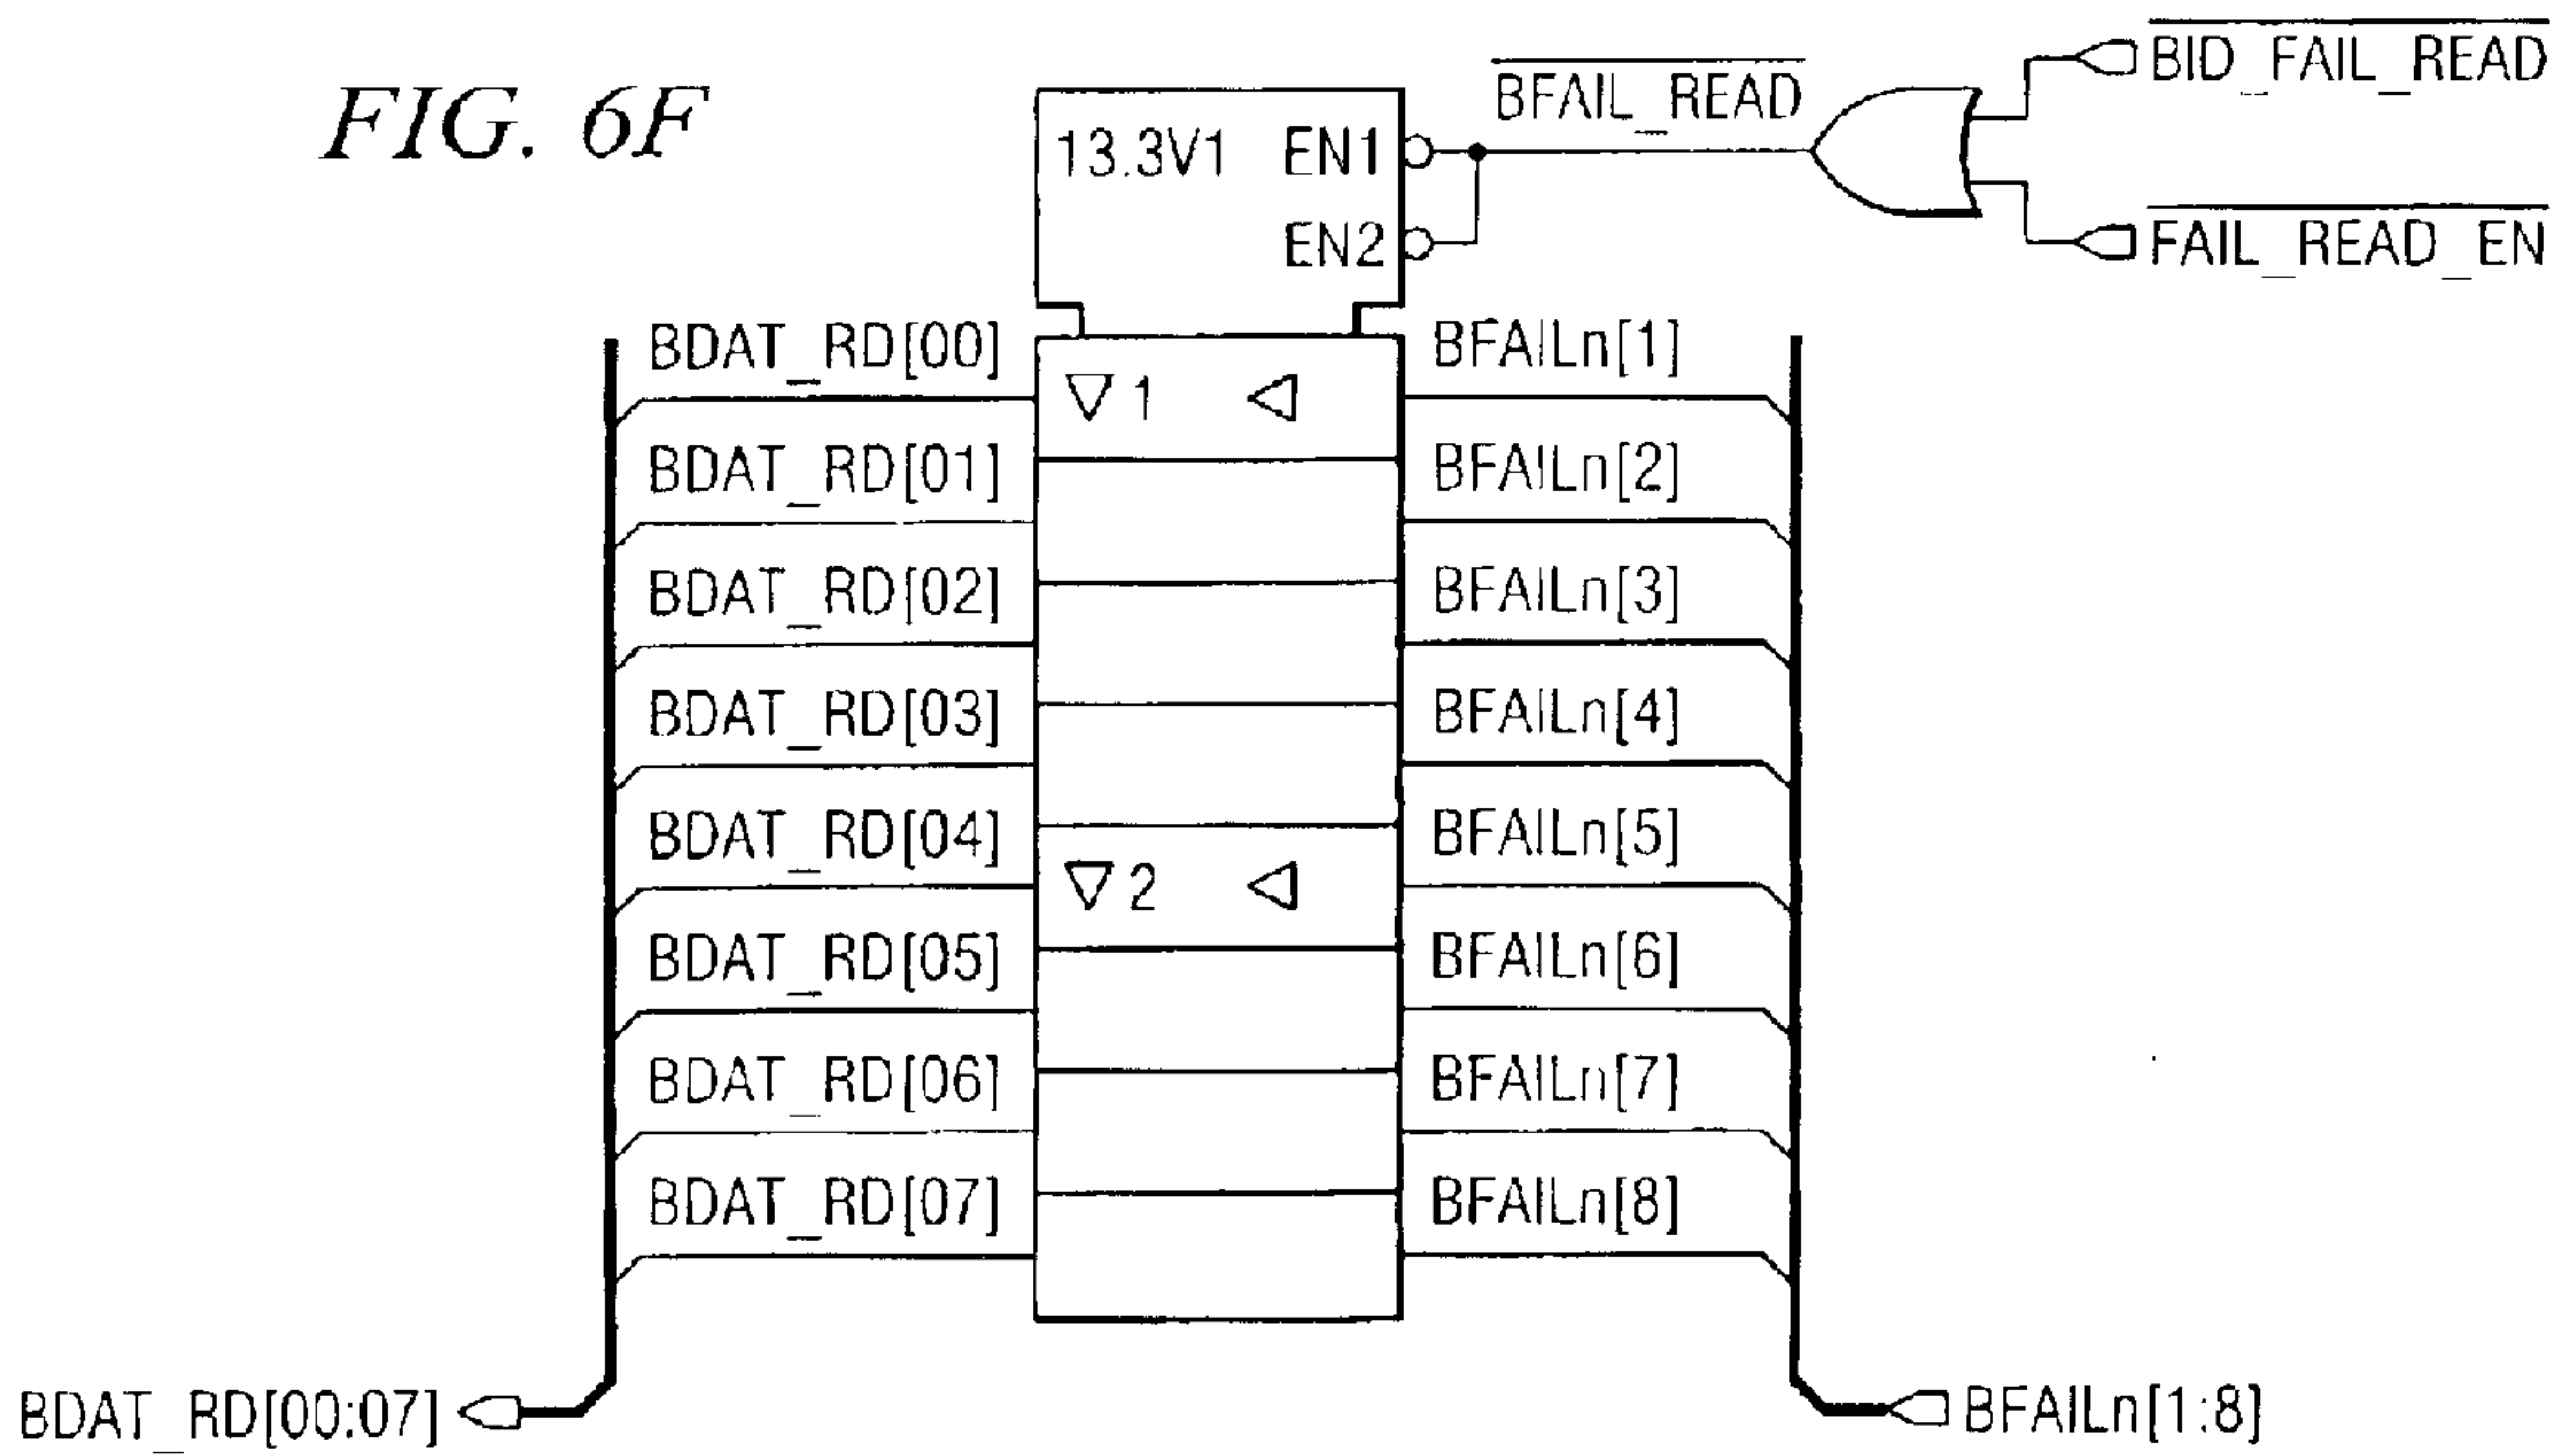 FIG. 6F
BID_FAIL_READ
BFAIL_READ
13.3V1 EN1
EN2
FAIL_READ_EN
BDAT_RD[00] BFAILn[1]
1
BDAT_RD[01] BFAILn[2]
BDAT_RD[02] BFAILn[3]
BDAT_RD[03] BFAILn[4]
BDAT_RD[04] BFAILn[5]
2
BDAT_RD[05] BFAILn[6]
BDAT_RD[06] BFAILn[7]
BDAT_RD[07] BFAILn[8]
BDAT_RD[00:07] BFAILn[1:8]